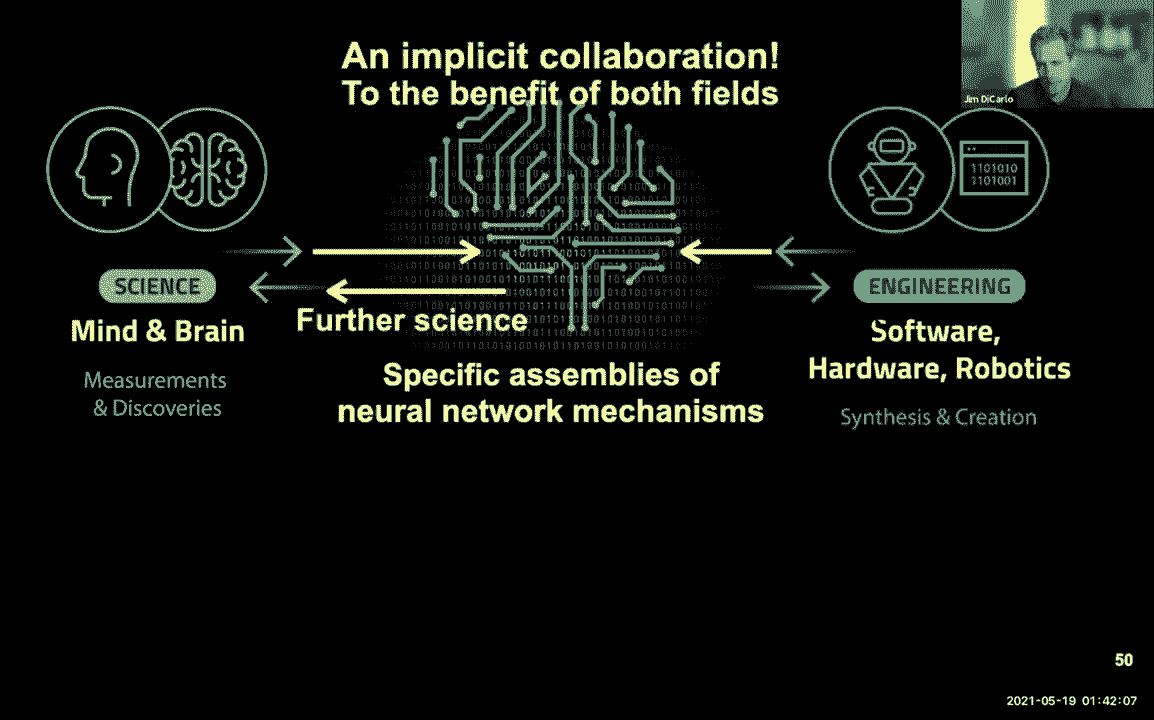 An implicit collaboration!
To the benefit of both fields
Jim DiCarlo
1101010
1101001
SCIENCE
Mind & Brain
Measurements
& Discoveries
Further science
Specific assemblies of
neural network mechanisms
ENGINEERING
Software,
Hardware, Robotics
Synthesis & Creation
50
2021-05-19 01:42:07